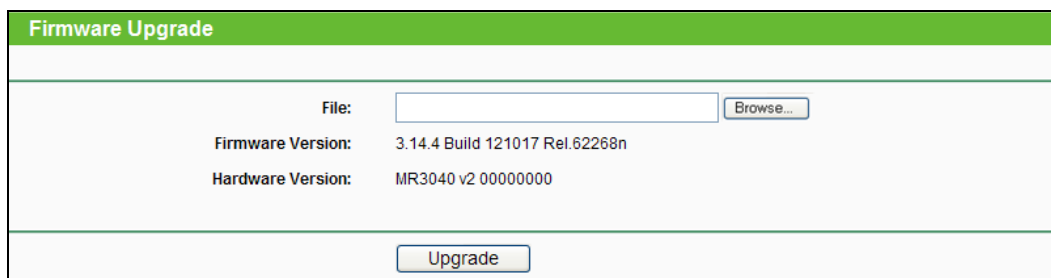 Firmware Upgrade
File: Browse...
Firmware Version: 3.14.4 Build 121017 Rel.62268n
Hardware Version: MR3040 v2 00000000
Upgrade